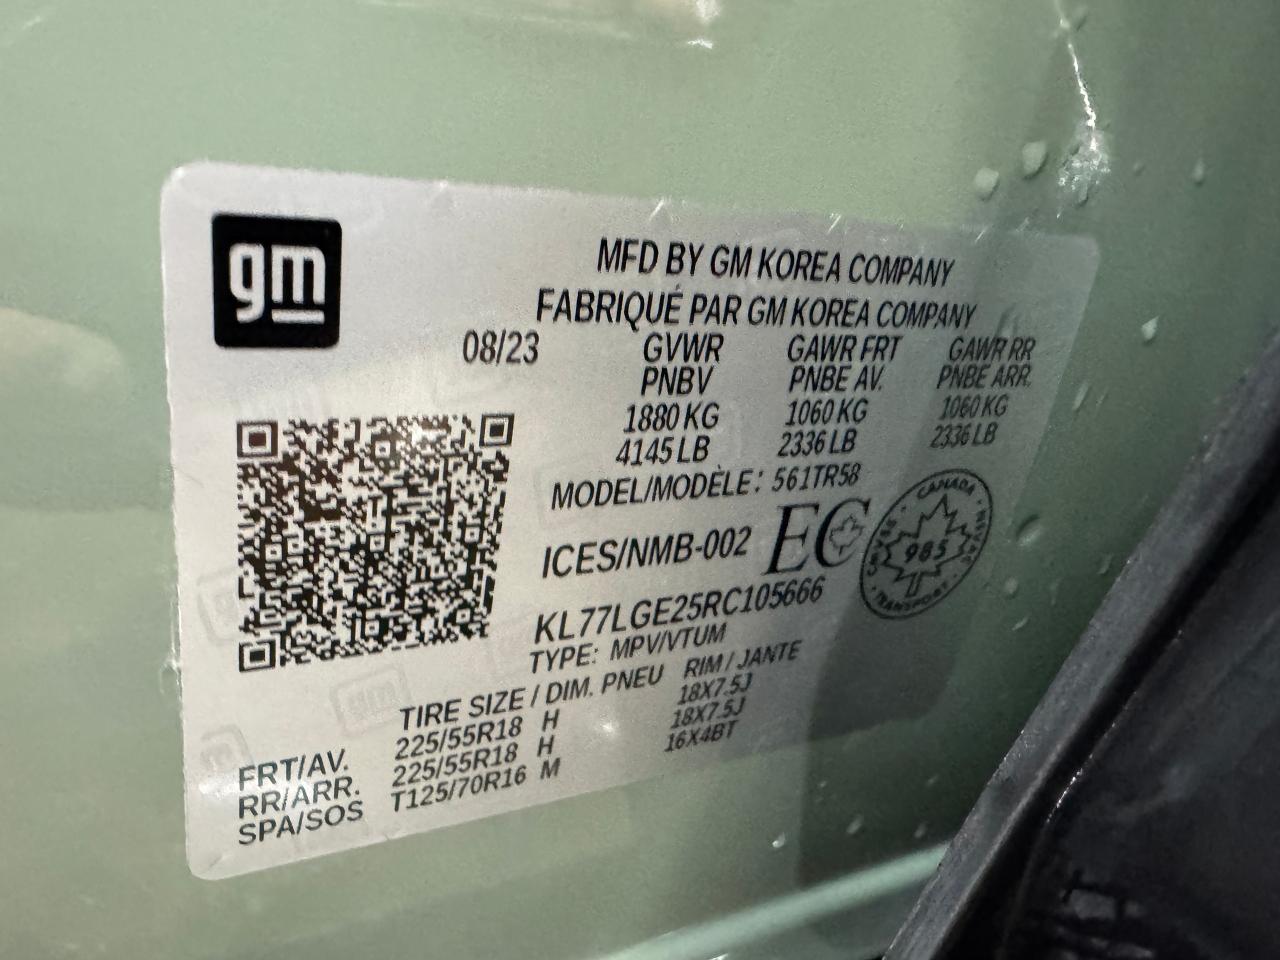 gm
MFD BY GM KOREA COMPANY
FABRIQUÉ PAR GM KOREA COMPANY
08/23 GVWR GAWR FRT GAWR RR
PNBV PNBE AV. PNBE ARR.
1880 KG 1060 KG 1060 KG
4145 LB 2336 LB 2336 LB
MODEL/MODÈLE: 561TR58
ICES/NMB-002 EC
CANADA
985
TRANSPORT
KL77LGE25RC105666
TYPE: MPV/VTUM
TIRE SIZE / DIM. PNEU RIM / JANTE
FRT/AV. 225/55R18 H 18X7.5J
RR/ARR. 225/55R18 H 18X7.5J
SPA/SOS T125/70R16 M 16X4BT